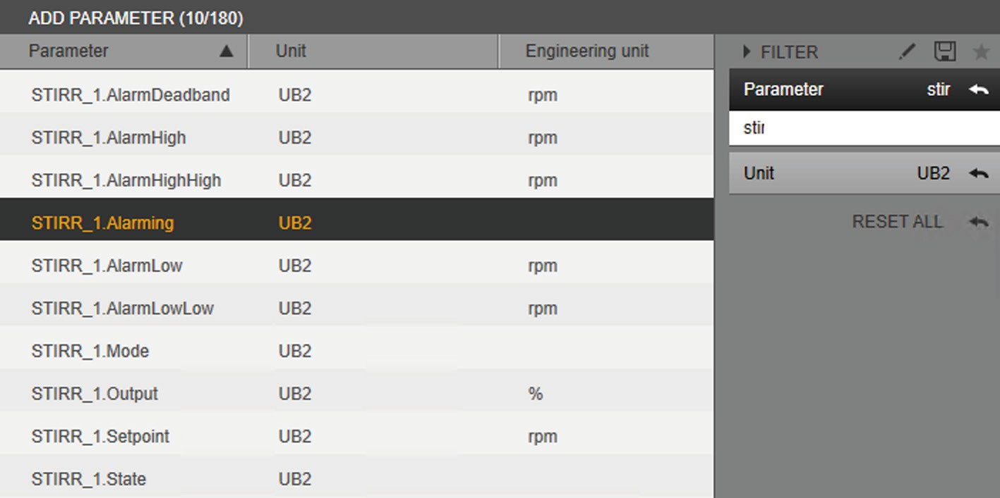 ADD PARAMETER (10/180)
Parameter Unit Engineering unit
STIRR_1.AlarmDeadband UB2 rpm
STIRR_1.AlarmHigh UB2 rpm
STIRR_1.AlarmHighHigh UB2 rpm
STIRR_1.Alarming UB2
STIRR_1.AlarmLow UB2 rpm
STIRR_1.AlarmLowLow UB2 rpm
STIRR_1.Mode UB2
STIRR_1.Output UB2 %
STIRR_1.Setpoint UB2 rpm
STIRR_1.State UB2
FILTER
Parameter stir
stir
Unit UB2
RESET ALL